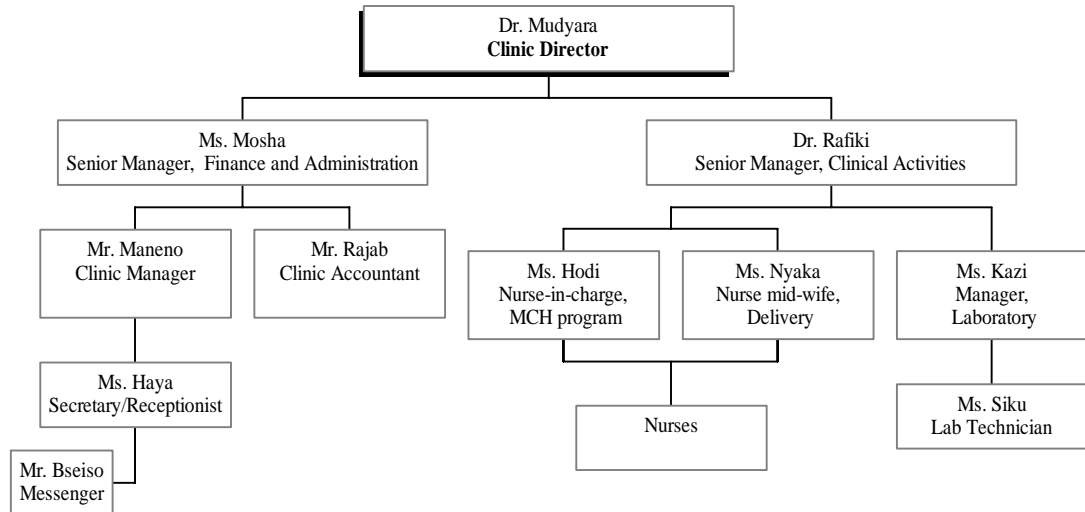 Dr. Mudyara
Clinic Director
Ms. Mosha
Senior Manager, Finance and Administration
Dr. Rafiki
Senior Manager, Clinical Activities
Mr. Maneno
Clinic Manager
Mr. Rajab
Clinic Accountant
Ms. Hodi
Nurse-in-charge,
MCH program
Ms. Nyaka
Nurse mid-wife,
Delivery
Ms. Kazi
Manager,
Laboratory
Ms. Haya
Secretary/Receptionist
Nurses
Ms. Siku
Lab Technician
Mr. Bseiso
Messenger